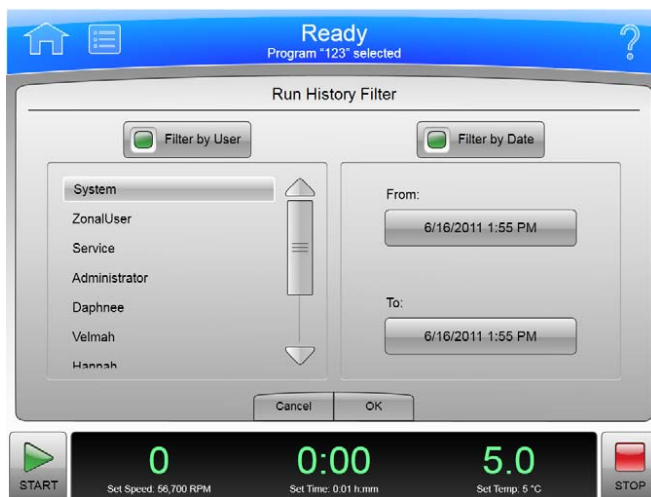 Ready
Program "123" selected
Run History Filter
Filter by User
Filter by Date
System
ZonalUser
Service
Administrator
Daphnee
Velmah
Hannah
From:
6/16/2011 1:55 PM
To:
6/16/2011 1:55 PM
Cancel
OK
START
0
Set Speed: 56,700 RPM
0:00
Set Time: 0:01 h:mm
5.0
Set Temp: 5 °C
STOP